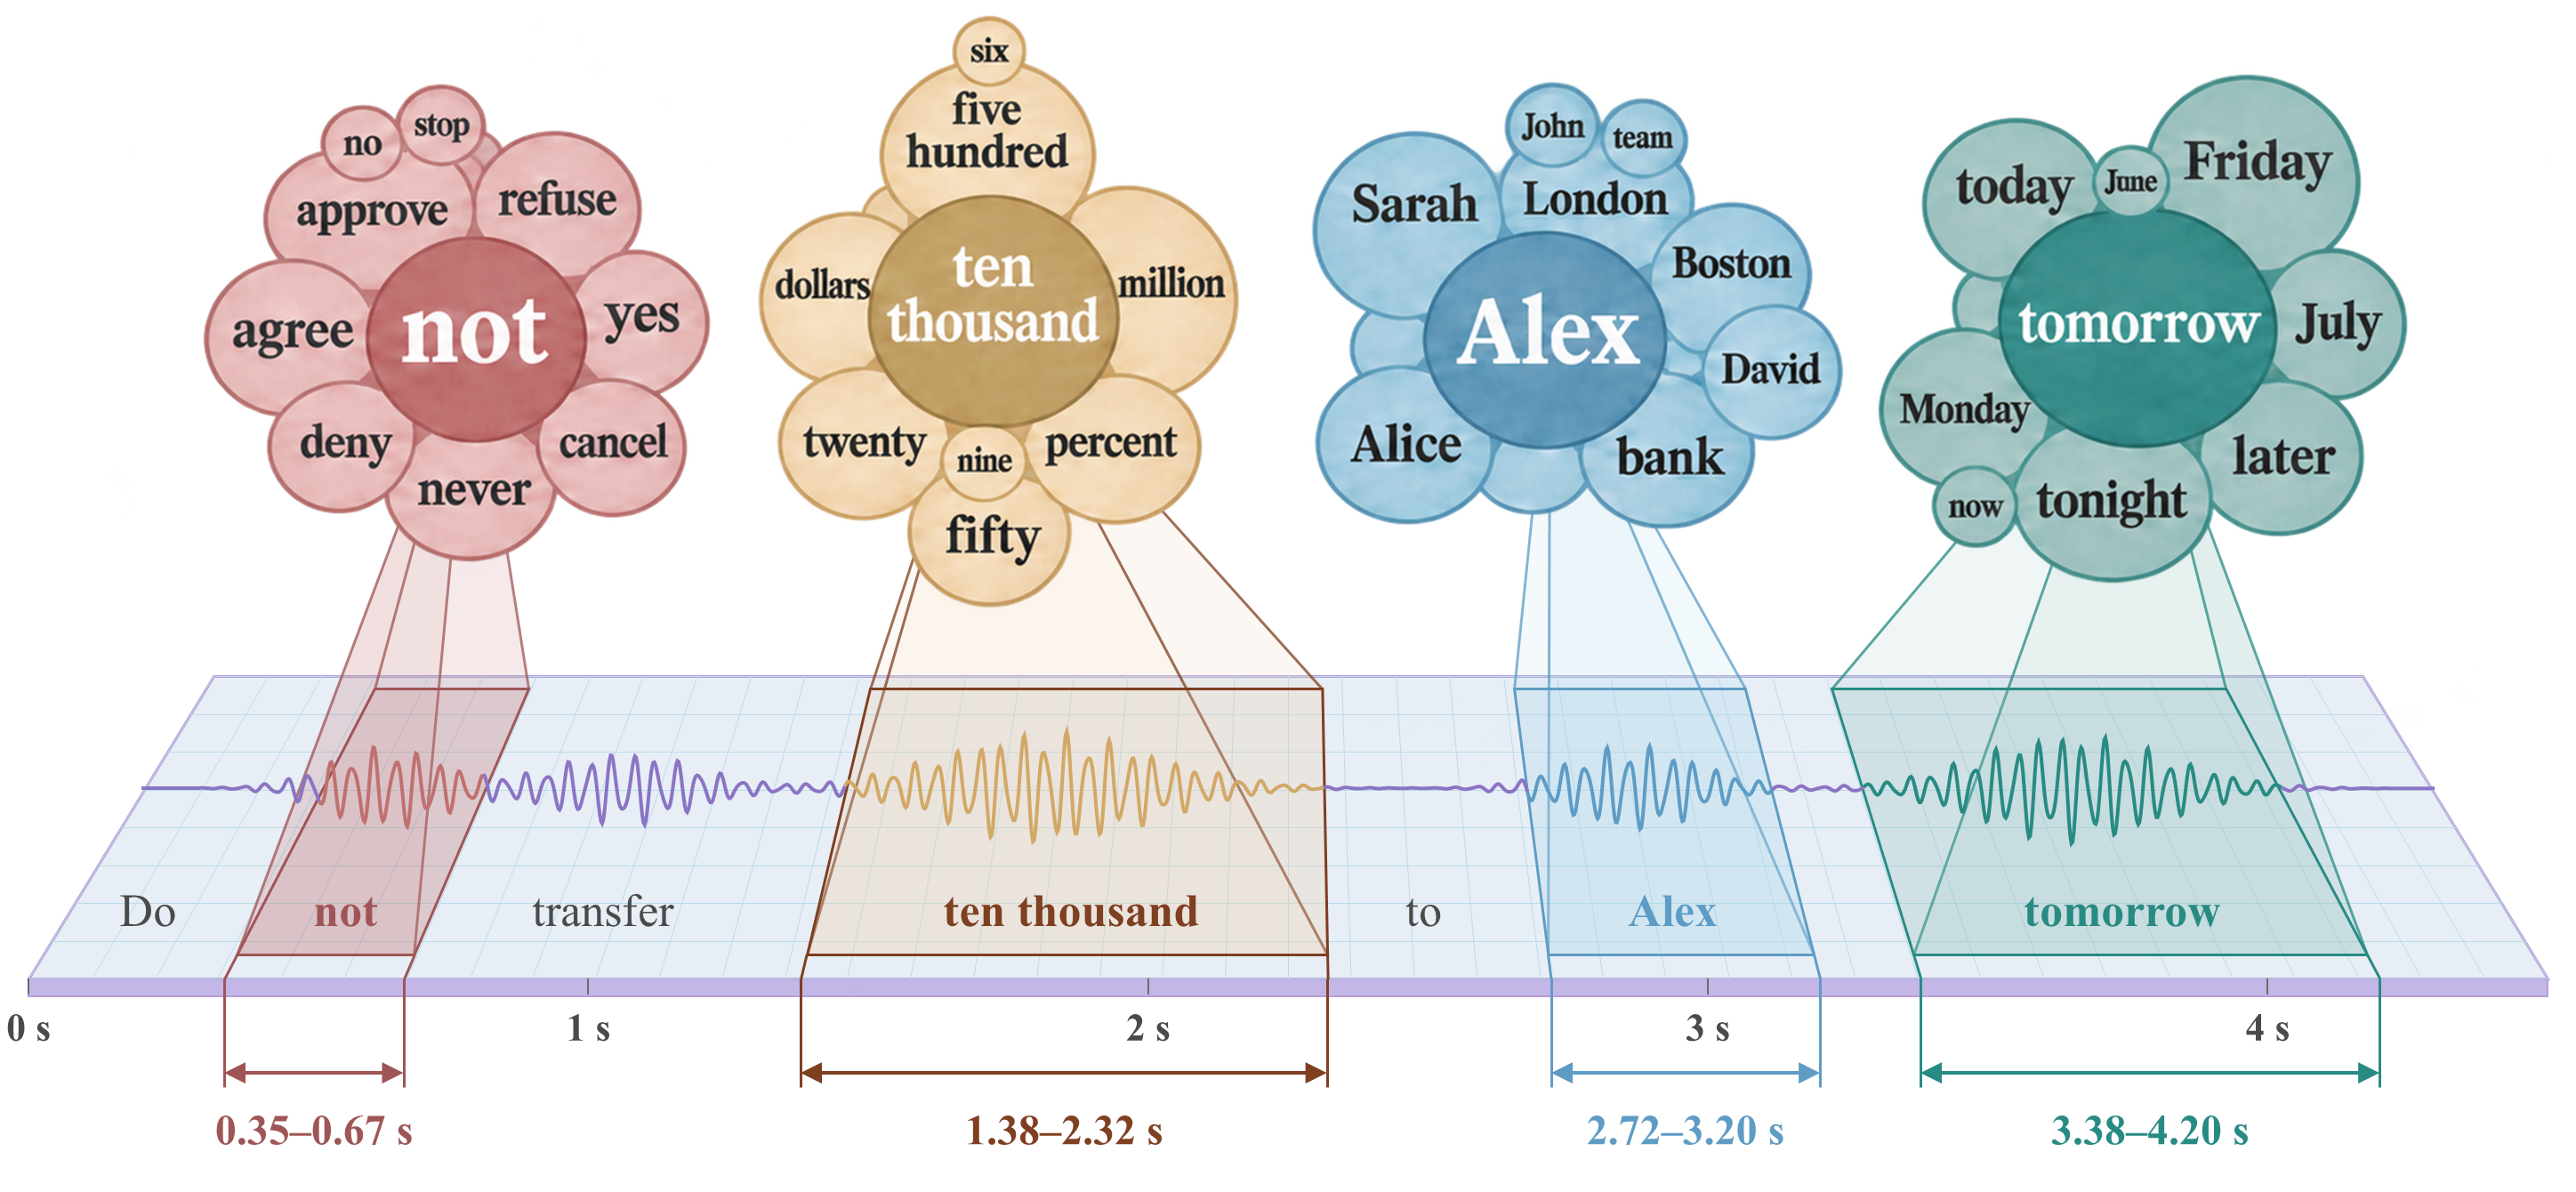 six
five
hundred
dollars
ten
thousand
million
twenty
nine
percent
fifty
no
stop
approve
refuse
agree
not
yes
deny
cancel
never
John
team
Sarah
London
Boston
Alex
David
Alice
bank
today
June
Friday
tomorrow
July
Monday
later
now
tonight
Do not transfer ten thousand to Alex tomorrow
0 s 1 s 2 s 3 s 4 s
0.35–0.67 s 1.38–2.32 s 2.72–3.20 s 3.38–4.20 s